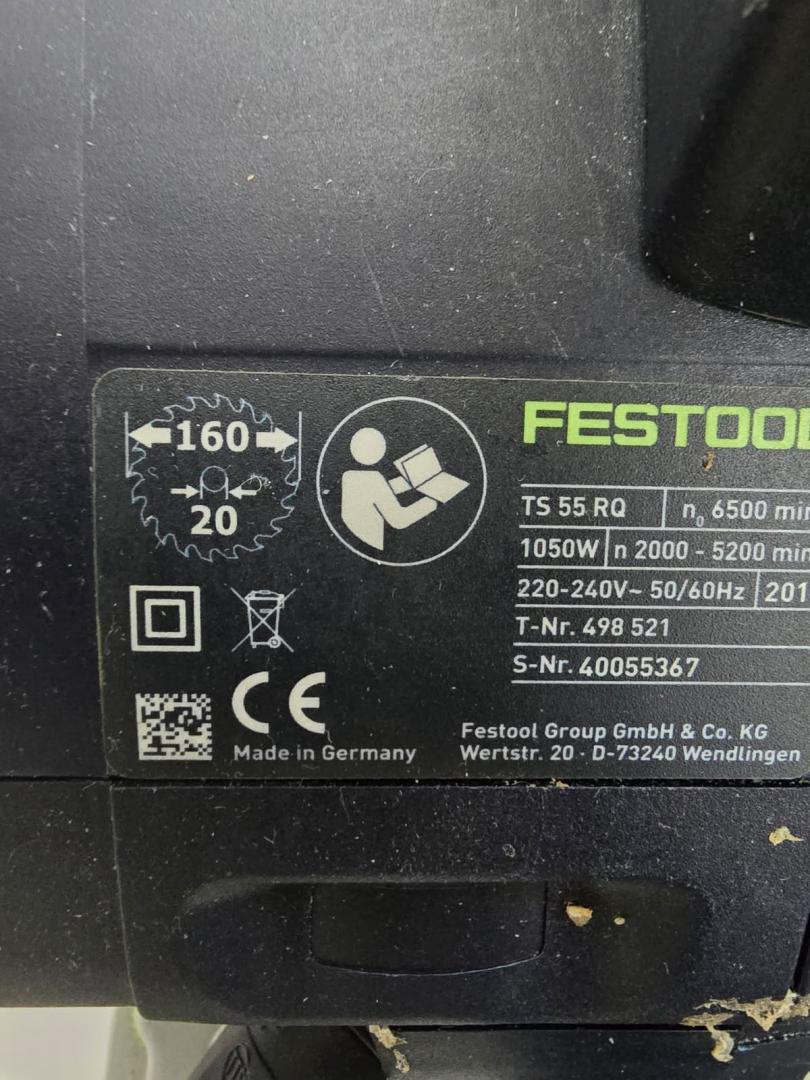 160
20
FESTOOL
TS 55 RQ n₀ 6500 min
1050W n 2000 - 5200 min
220-240V~ 50/60Hz 201
T-Nr. 498 521
S-Nr. 40055367
CE
Made in Germany
Festool Group GmbH & Co. KG
Wertstr. 20 · D-73240 Wendlingen